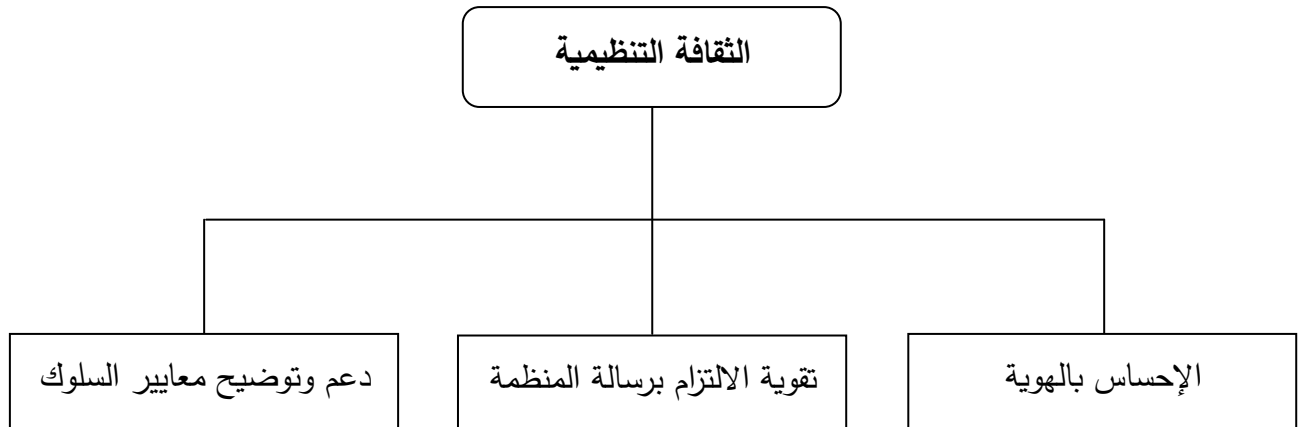 الثقافة التنظيمية
الإحساس بالهوية
تقوية الالتزام برسالة المنظمة
دعم وتوضيح معايير السلوك